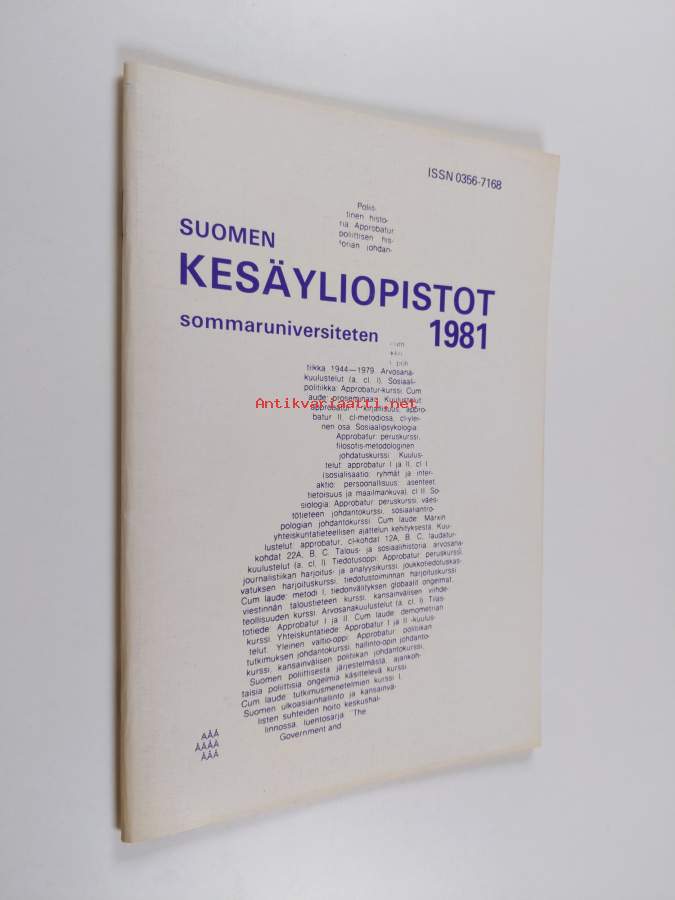 ISSN 0356-7168
Poliit-
tinen histo-
ria Approbatur
poliittisen his-
torian johdan-
SUOMEN
KESÄYLIOPISTOT
sommaruniversiteten 1981
tiikka 1944—1979. Arvosana-
kuulustelut (a, cl, l). Sosiaali-
politiikka: Approbatur-kurssi. Cum
laude: proseminaari. Kuulustelut:
Antikvariaatti.net
approbatur I kirjallisuus, appro-
batur II, cl-metodiosa, cl-ylei-
nen osa. Sosiaalipsykologia:
Approbatur: peruskurssi,
filosofis-metodologinen
johdatuskurssi. Kuulus-
telut: approbatur I ja II, cl I
(sosialisaatio: ryhmät ja inter-
aktio: persoonallisuus: asenteet,
tietoisuus ja maailmankuva), cl II. So-
siologia: Approbatur: peruskurssi, väes-
tötieteen johdantokurssi, sosiaaliantro-
pologian johdantokurssi. Cum laude: Marxin
yhteiskuntatieteellisen ajattelun kehityksestä. Kuu-
lustelut: approbatur, cl-kohdat 12A, B, C, laudatur-
kohdat 22A, B, C. Talous- ja sosiaalihistoria: arvosana-
kuulustelut (a, cl, l). Tiedotusoppi: Approbatur: peruskurssi,
journalistiikan harjoitus- ja analyysikurssi, joukkotiedotuskas-
vatuksen harjoituskurssi, tiedotustoiminnan harjoituskurssi.
Cum laude: metodi I, tiedonvälityksen globaalit ongelmat,
viestinnän taloustieteen kurssi, kansainvälisen viihde-
teollisuuden kurssi. Arvosanakuulustelut (a, cl, l). Tilas-
totiede: Approbatur I ja II. Cum laude: demometrian
kurssi. Yhteiskuntatiede: Approbatur I ja II -kuulus-
telut. Yleinen valtio-oppi: Approbatur: politiikan
tutkimuksen johdantokurssi, hallinto-opin johdanto-
kurssi, kansainvälisen politiikan johdantokurssi,
Suomen poliittisesta järjestelmästä, ajankoh-
taisia poliittisia ongelmia käsittelevä kurssi.
Cum laude: tutkimusmenetelmien kurssi I,
Suomen ulkoasiainhallinto ja kansainvä-
listen suhteiden hoito keskushal-
linnossa, luentosarja "The
Government and
AÅÅ
ÅÅÅÅ
ÅÅÅ